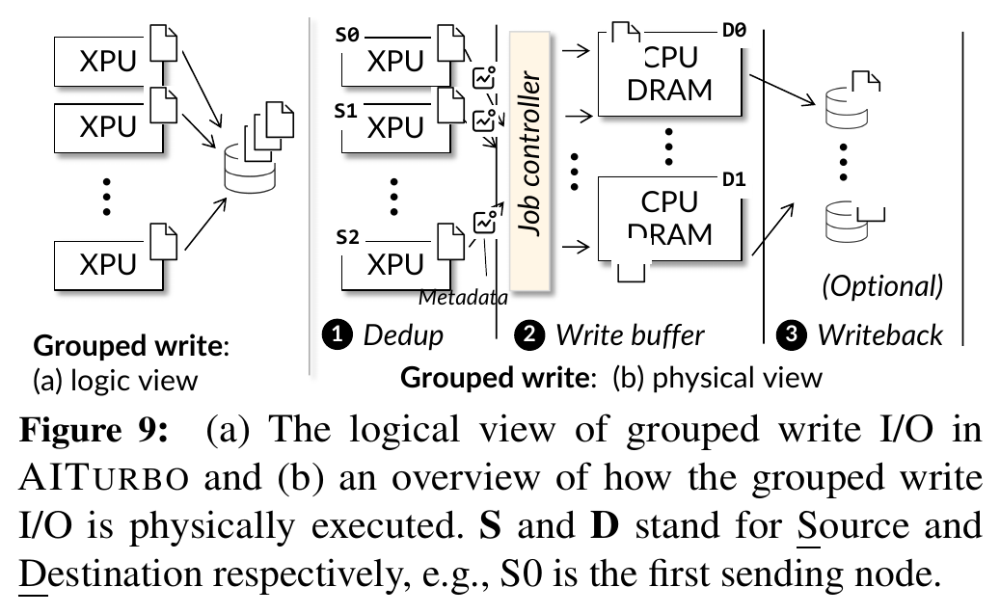 XPU
XPU
XPU
Grouped write:
(a) logic view
S0
XPU
S1
XPU
S2
XPU
Metadata
Job controller
D0
CPU
DRAM
D1
CPU
DRAM
(Optional)
1 Dedup
2 Write buffer
3 Writeback
Grouped write: (b) physical view
Figure 9: (a) The logical view of grouped write I/O in
AITURBO and (b) an overview of how the grouped write
I/O is physically executed. S and D stand for Source and
Destination respectively, e.g., S0 is the first sending node.